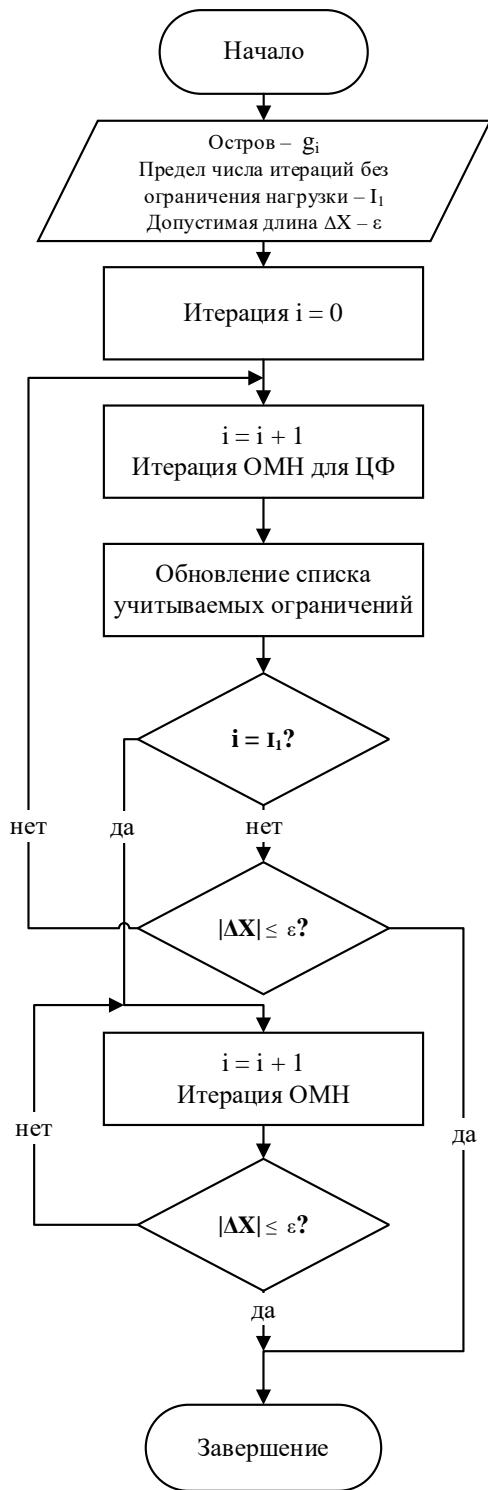 Начало
Остров – gᵢ
Предел числа итераций без
ограничения нагрузки – I₁
Допустимая длина ΔX – ε
Итерация i = 0
i = i + 1
Итерация ОМН для ЦФ
Обновление списка
учитываемых ограничений
i = I₁?
нет
да
нет
|ΔX| ≤ ε?
i = i + 1
Итерация ОМН
нет
да
|ΔX| ≤ ε?
да
Завершение